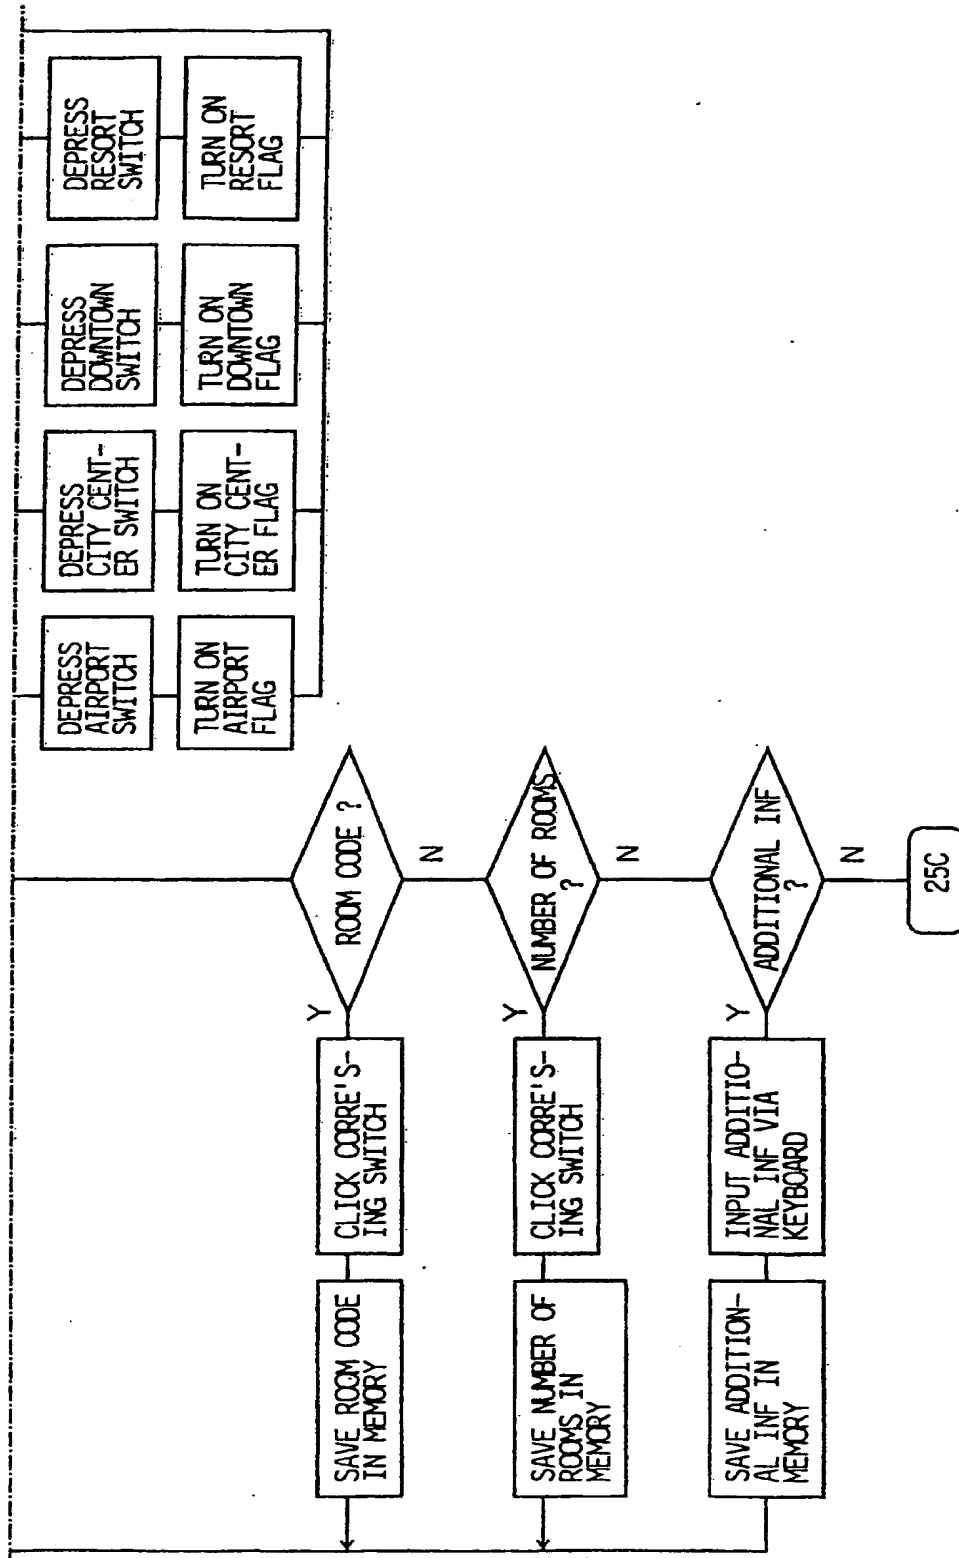 DEPRESS
AIRPORT
SWITCH
DEPRESS
CITY CENT-
ER SWITCH
DEPRESS
DOWNTOWN
SWITCH
DEPRESS
RESORT
SWITCH
TURN ON
AIRPORT
FLAG
TURN ON
CITY CENT-
ER FLAG
TURN ON
DOWNTOWN
FLAG
TURN ON
RESORT
FLAG
SAVE ROOM CODE
IN MEMORY
CLICK CORRE'S-
ING SWITCH
Y
ROOM CODE ?
N
SAVE NUMBER OF
ROOMS IN
MEMORY
CLICK CORRE'S-
ING SWITCH
Y
NUMBER OF ROOMS
?
N
SAVE ADDITION-
AL INF IN
MEMORY
INPUT ADDITIO-
NAL INF VIA
KEYBOARD
Y
ADDITIONAL INF
?
N
25C